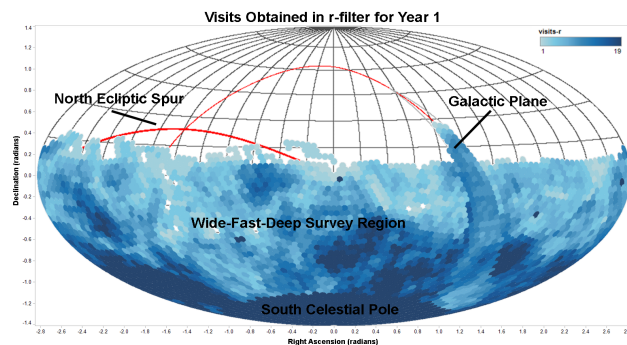 Visits Obtained in r-filter for Year 1
visits-r
1 19
North Ecliptic Spur
Galactic Plane
Wide-Fast-Deep Survey Region
South Celestial Pole
Declination (radians)
1.4
1.2
1.0
0.8
0.6
0.4
0.2
0.0
-0.2
-0.4
-0.6
-0.8
-1.0
-1.2
-1.4
-2.8 -2.6 -2.4 -2.2 -2.0 -1.8 -1.6 -1.4 -1.2 -1.0 -0.8 -0.6 -0.4 -0.2 0.0 0.2 0.4 0.6 0.8 1.0 1.2 1.4 1.6 1.8 2.0 2.2 2.4 2.6
Right Ascension (radians)